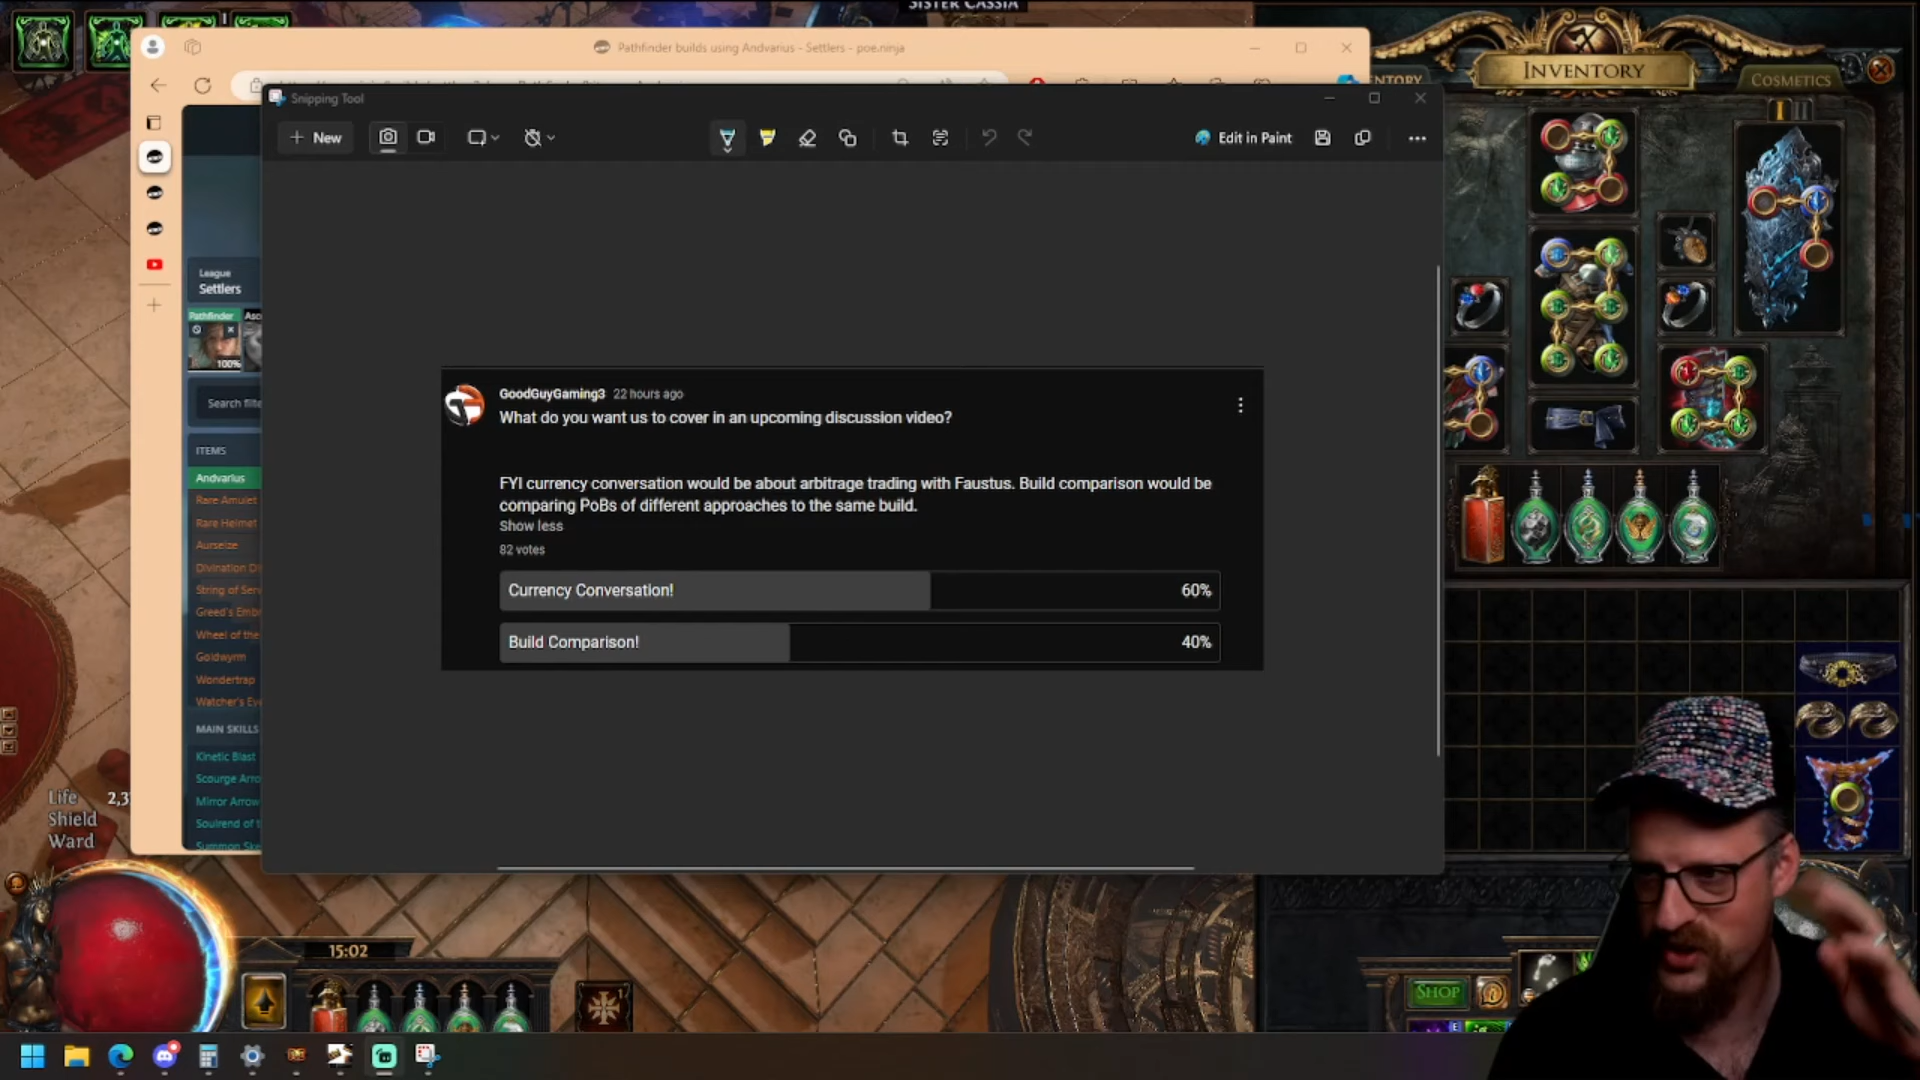 SISTER CASSIA
Pathfinder builds using Andvarius - Settlers - poe.ninja
INVENTORY
COSMETICS
Snipping Tool
New
Edit in Paint
League
Settlers
Pathfinder
100%
ITEMS
Andvarius
Rare Amulet
Rare Helmet
Aurseize
String of
Wheel of the
Goldwyrm
Wondertrap
MAIN SKILLS
Kinetic Blast
Mirror Arrow
GoodGuyGaming3 22 hours ago
What do you want us to cover in an upcoming discussion video?
FYI currency conversation would be about arbitrage trading with Faustus. Build comparison would be
comparing PoBs of different approaches to the same build.
Show less
82 votes
Currency Conversation! 60%
Build Comparison! 40%
Life
Shield
Ward
15:02
SHOP